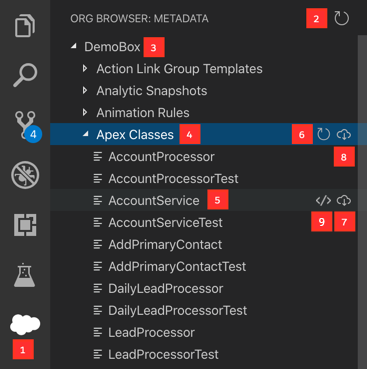 ORG BROWSER: METADATA 2
DemoBox 3
Action Link Group Templates
Analytic Snapshots
Animation Rules
4 Apex Classes 4 6
AccountProcessor 8
AccountProcessorTest
AccountService 5 </>
AccountServiceTest 9 7
AddPrimaryContact
AddPrimaryContactTest
DailyLeadProcessor
DailyLeadProcessorTest
LeadProcessor
1 LeadProcessorTest